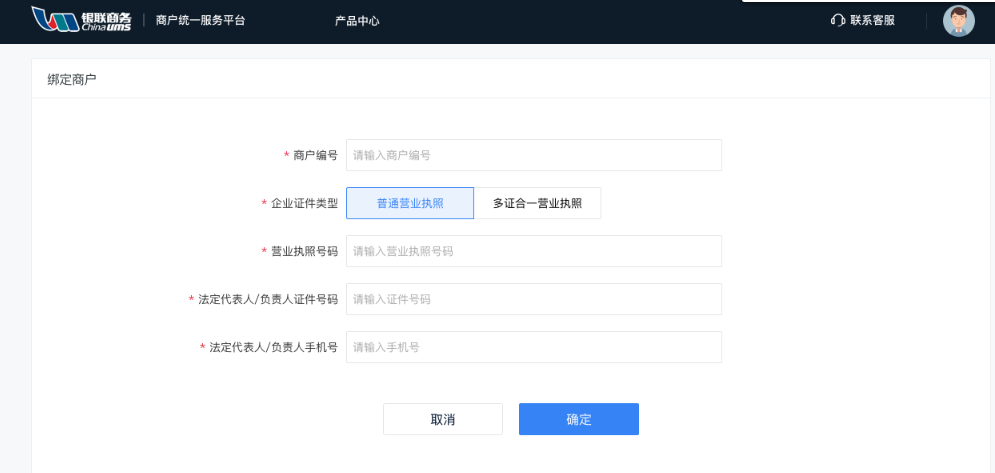 银联商务 China ums 商户统一服务平台 产品中心 联系客服
绑定商户
* 商户编号 请输入商户编号
* 企业证件类型 普通营业执照 多证合一营业执照
* 营业执照号码 请输入营业执照号码
* 法定代表人/负责人证件号码 请输入证件号码
* 法定代表人/负责人手机号 请输入手机号
取消 确定